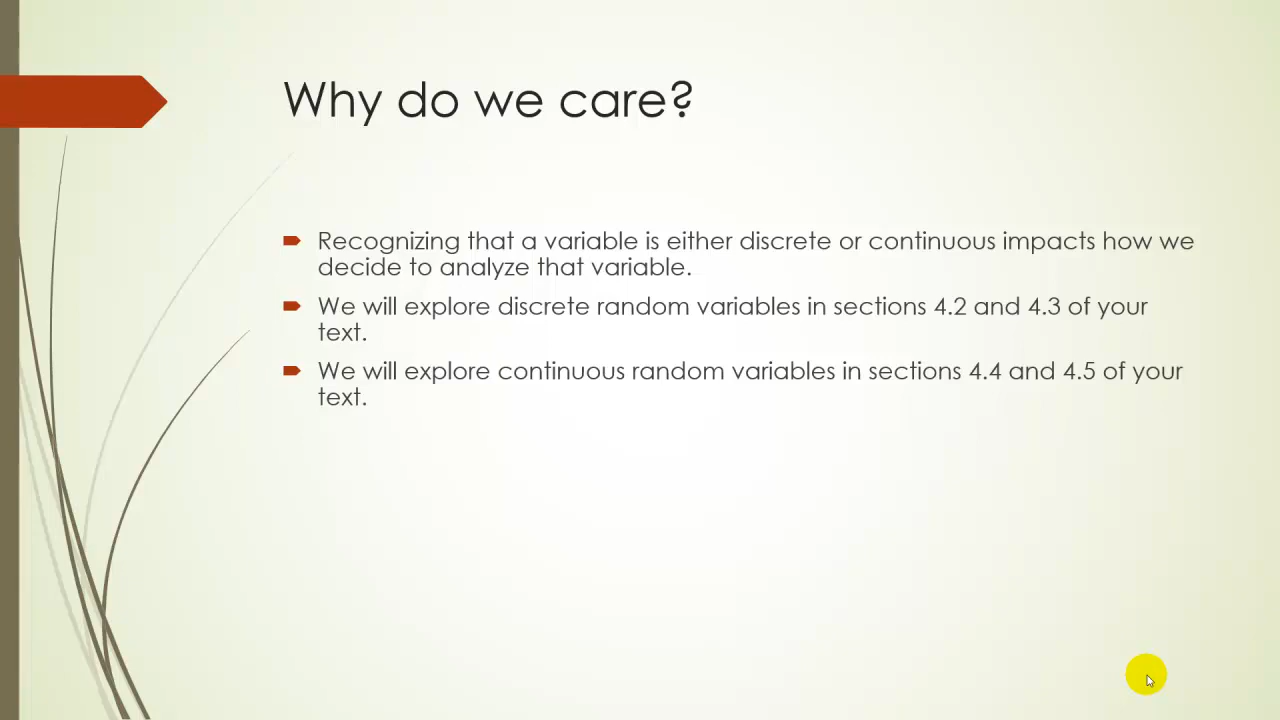 Why do we care?
Recognizing that a variable is either discrete or continuous impacts how we
decide to analyze that variable.
We will explore discrete random variables in sections 4.2 and 4.3 of your
text.
We will explore continuous random variables in sections 4.4 and 4.5 of your
text.